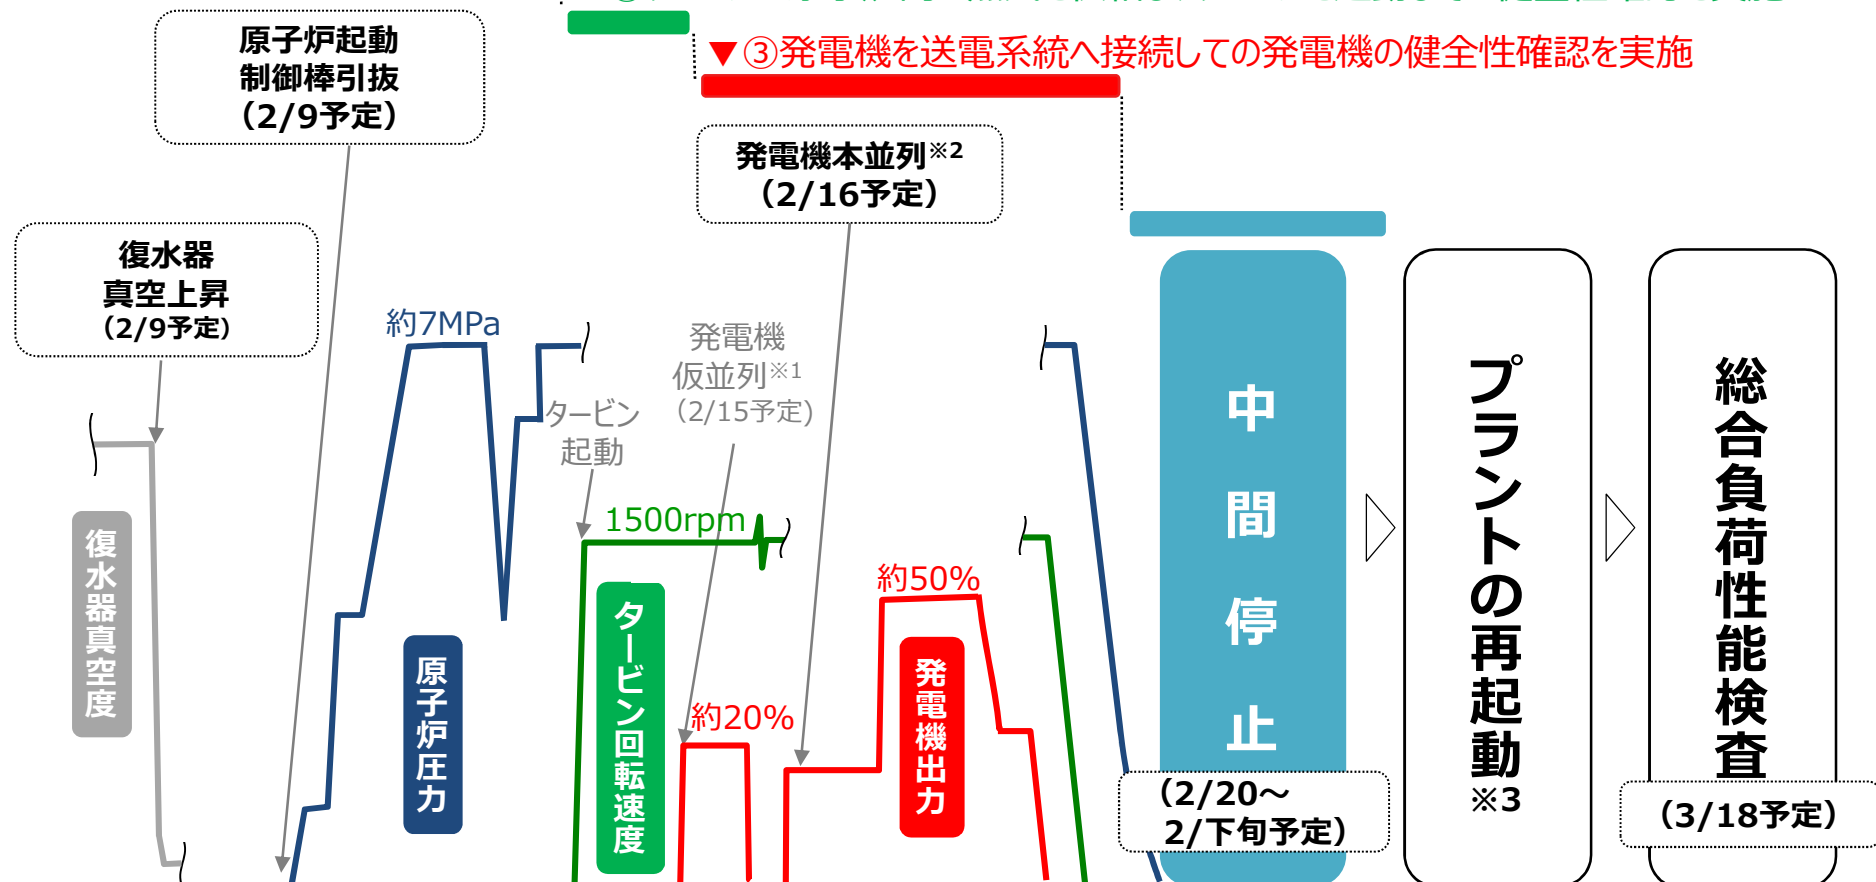 ▼③発電機を送電系統へ接続しての発電機の健全性確認を実施
原子炉起動
制御棒引抜
（2/9予定）
発電機本並列※2
（2/16予定）
復水器
真空上昇
（2/9予定）
約7MPa
発電機
仮並列※1
（2/15予定)
タービン
起動
1500rpm
約50%
約20%
復水器真空度
原子炉圧力
タービン回転速度
発電機出力
中間停止
（2/20～
2/下旬予定）
プラントの再起動
※3
総合負荷性能検査
（3/18予定）